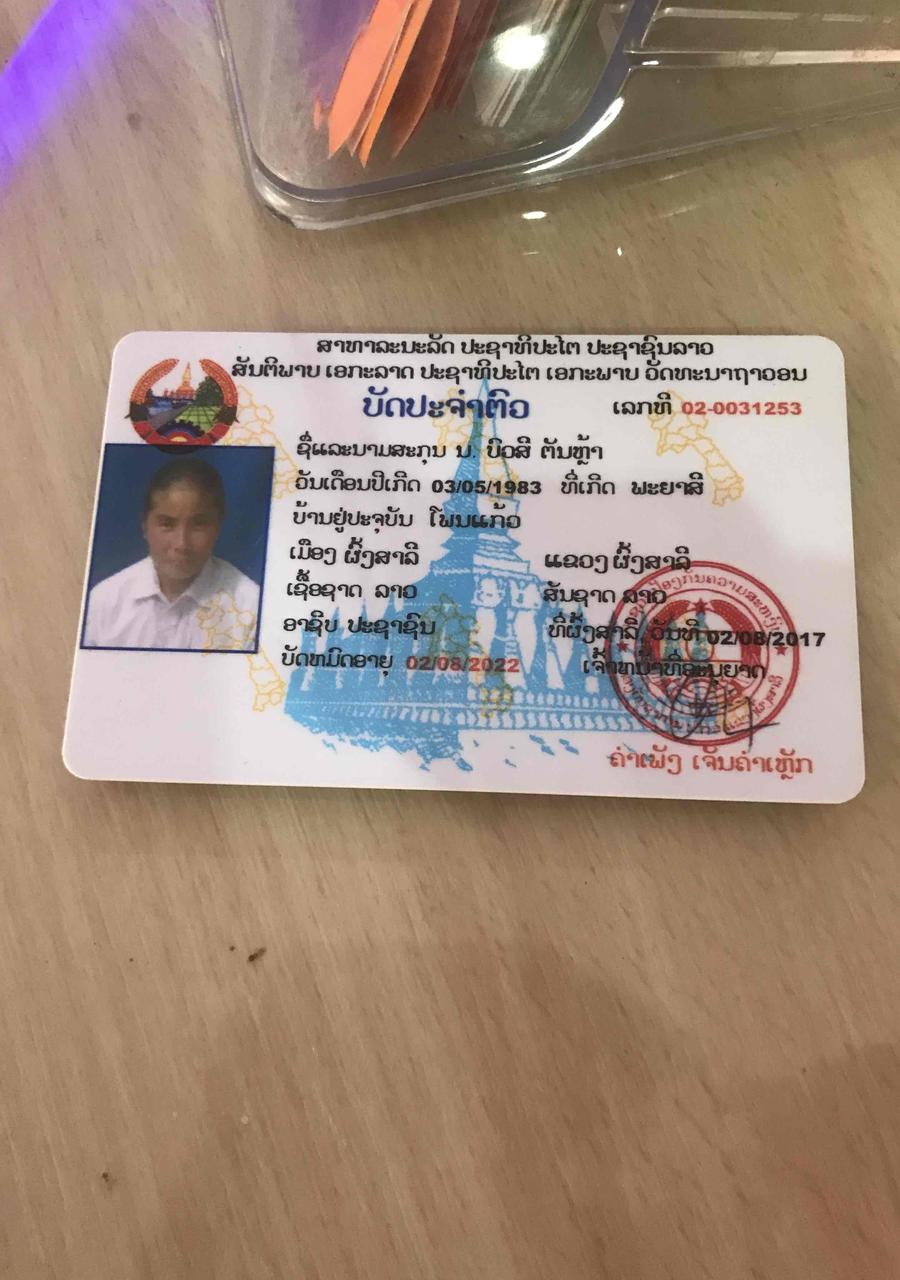 ສາທາລະນະລັດ ປະຊາທິປະໄຕ ປະຊາຊົນລາວ
ສັນຕິພາບ ເອກະລາດ ປະຊາທິປະໄຕ ເອກະພາບ ວັດທະນາຖາວອນ
ບັດປະຈຳຕົວ ເລກທີ 02-0031253
ຊື່ແລະນາມສະກຸນ ນ. ບົວສີ ຕັນຫຼ້າ
ວັນເດືອນປີເກີດ 03/05/1983 ທີ່ເກີດ ພະຍາສີ
ບ້ານຢູ່ປະຈຸບັນ ໂພນແກ້ວ
ເມືອງ ຜົ້ງສາລີ ແຂວງ ຜົ້ງສາລີ
ເຊື້ອຊາດ ລາວ ສັນຊາດ ລາວ
ອາຊີບ ປະຊາຊົນ ທີ່ຜົ້ງສາລີ, ວັນທີ 02/08/2017
ບັດຫມົດອາຍຸ 02/08/2022 ເຈົ້າຫນ້າທີ່ອະນຸຍາດ
ຄຳເພັງ ເຈັນຄຳເຫຼັກ